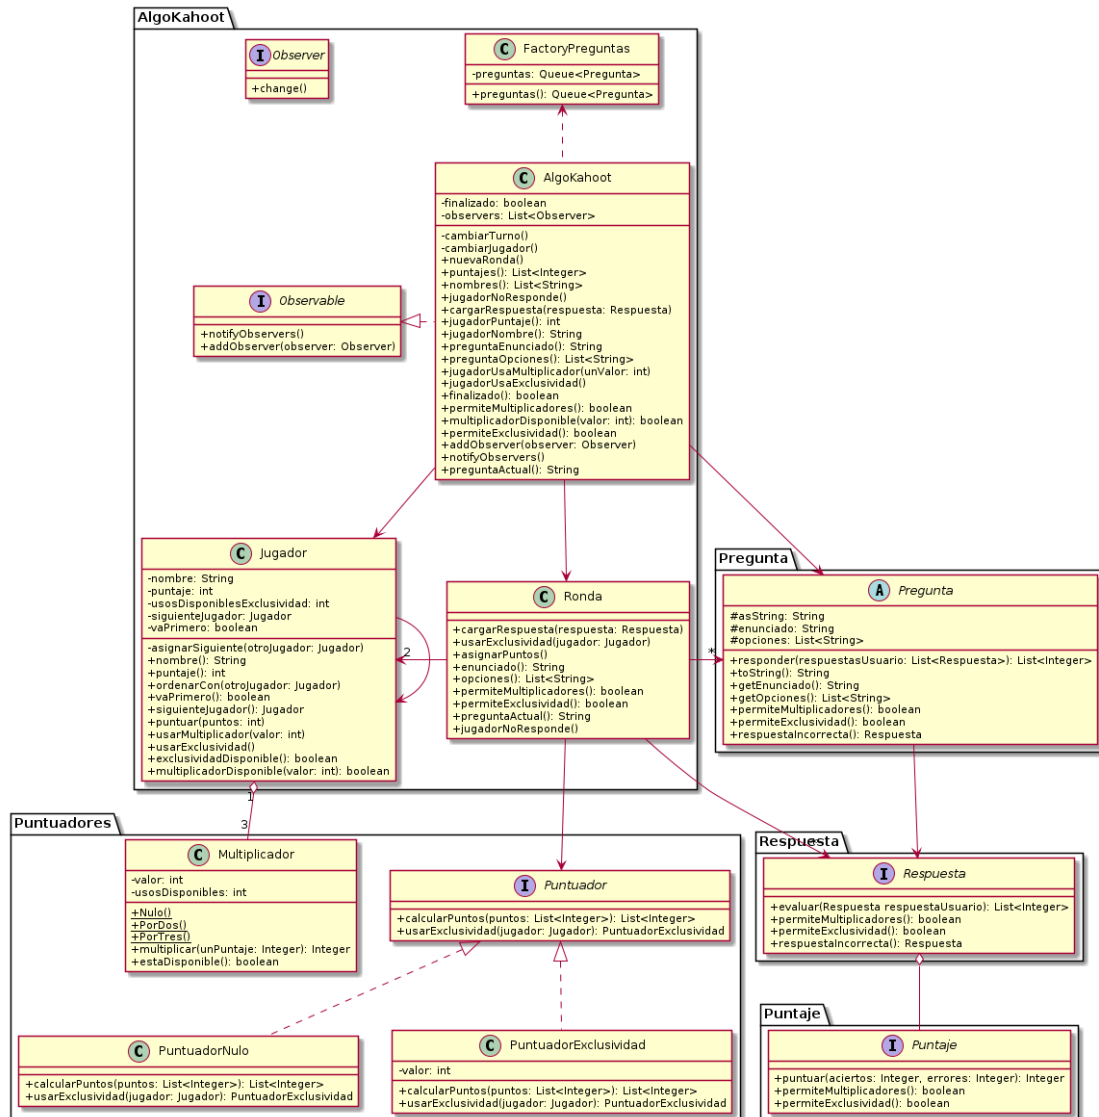 AlgoKahoot
I Observer
+change()
C FactoryPreguntas
-preguntas: Queue<Pregunta>
+preguntas(): Queue<Pregunta>
C AlgoKahoot
-finalizado: boolean
-observers: List<Observer>
-cambiarTurno()
-cambiarJugador()
+nuevaRonda()
+puntajes(): List<Integer>
+nombres(): List<String>
+jugadorNoResponde()
+cargarRespuesta(respuesta: Respuesta)
+jugadorPuntaje(): int
+jugadorNombre(): String
+preguntaEnunciado(): String
+preguntaOpciones(): List<String>
+jugadorUsaMultiplicador(unValor: int)
+jugadorUsaExclusividad()
+finalizado(): boolean
+permiteMultiplicadores(): boolean
+multiplicadorDisponible(valor: int): boolean
+permiteExclusividad(): boolean
+addObserver(observer: Observer)
+notifyObservers()
+preguntaActual(): String
I Observable
+notifyObservers()
+addObserver(observer: Observer)
C Jugador
-nombre: String
-puntaje: int
-usosDisponiblesExclusividad: int
-siguienteJugador: Jugador
-vaPrimero: boolean
-asignarSiguiente(otroJugador: Jugador)
+nombre(): String
+puntaje(): int
+ordenarCon(otroJugador: Jugador)
+vaPrimero(): boolean
+siguienteJugador(): Jugador
+puntuar(puntos: int)
+usarMultiplicador(valor: int)
+usarExclusividad()
+exclusividadDisponible(): boolean
+multiplicadorDisponible(valor: int): boolean
2
C Ronda
+cargarRespuesta(respuesta: Respuesta)
+usarExclusividad(jugador: Jugador)
+asignarPuntos()
+enunciado(): String
+opciones(): List<String>
+permiteMultiplicadores(): boolean
+permiteExclusividad(): boolean
+preguntaActual(): String
+jugadorNoResponde()
*
Pregunta
A Pregunta
#asString: String
#enunciado: String
#opciones: List<String>
+responder(respuestasUsuario: List<Respuesta>): List<Integer>
+toString(): String
+getEnunciado(): String
+getOpciones(): List<String>
+permiteMultiplicadores(): boolean
+permiteExclusividad(): boolean
+respuestaIncorrecta(): Respuesta
1
3
Puntuadores
C Multiplicador
-valor: int
-usosDisponibles: int
+Nulo()
+PorDos()
+PorTres()
+multiplicar(unPuntaje: Integer): Integer
+estaDisponible(): boolean
I Puntuador
+calcularPuntos(puntos: List<Integer>): List<Integer>
+usarExclusividad(jugador: Jugador): PuntuadorExclusividad
C PuntuadorNulo
+calcularPuntos(puntos: List<Integer>): List<Integer>
+usarExclusividad(jugador: Jugador): PuntuadorExclusividad
C PuntuadorExclusividad
-valor: int
+calcularPuntos(puntos: List<Integer>): List<Integer>
+usarExclusividad(jugador: Jugador): PuntuadorExclusividad
Respuesta
*
I Respuesta
+evaluar(Respuesta respuestaUsuario): List<Integer>
+permiteMultiplicadores(): boolean
+permiteExclusividad(): boolean
+respuestaIncorrecta(): Respuesta
Puntaje
I Puntaje
+puntuar(aciertos: Integer, errores: Integer): Integer
+permiteMultiplicadores(): boolean
+permiteExclusividad(): boolean